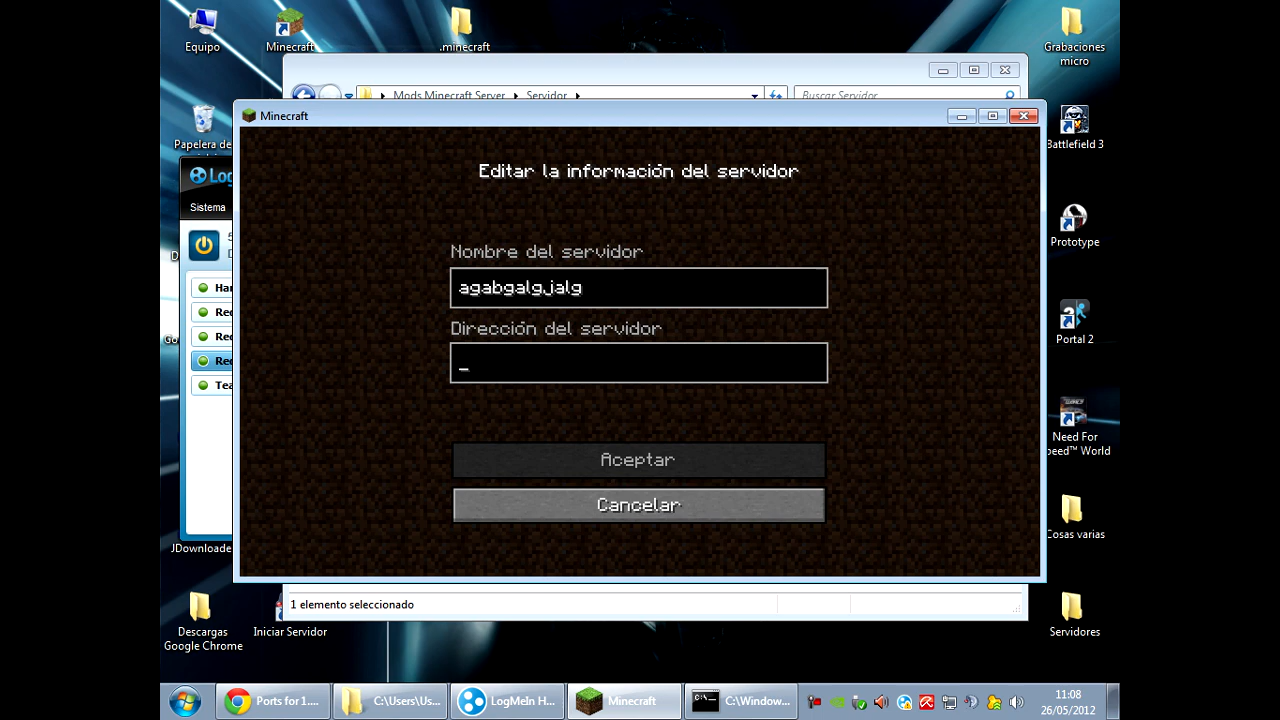 Equipo
Minecraft
.minecraft
Grabaciones
micro
Mods Minecraft Server
Servidor
Buscar Servidor
Papelera de
Minecraft
Battlefield 3
Editar la información del servidor
Sistema
Nombre del servidor
agabgalg,jalg
Prototype
Dirección del servidor
_
Portal 2
Aceptar
Need For
Cancelar
Cosas varias
JDownloade
1 elemento seleccionado
Descargas
Google Chrome
Iniciar Servidor
Servidores
Ports for 1....
C:\Users\Us...
LogMeIn H...
Minecraft
C:\Window...
11:08
26/05/2012